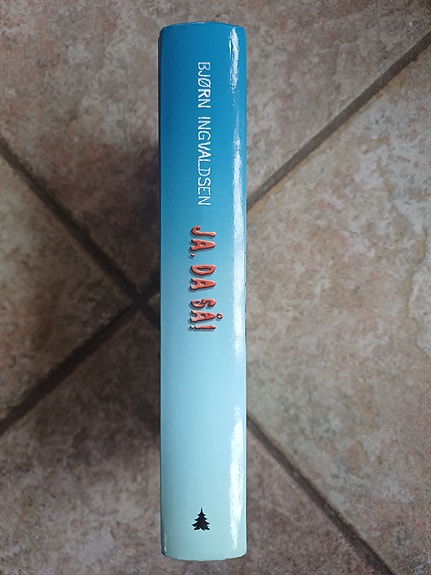 BJØRN INGVALDSEN
JA, DA SÅ!